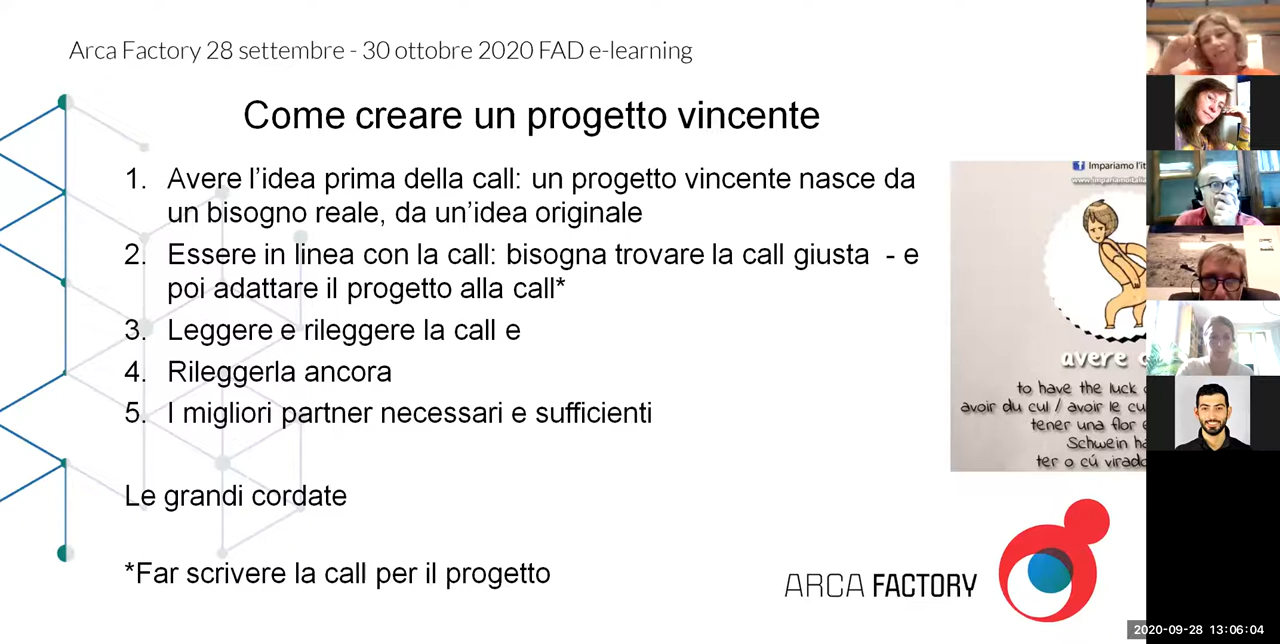 Arca Factory 28 settembre - 30 ottobre 2020 FAD e-learning
Come creare un progetto vincente
1. Avere l'idea prima della call: un progetto vincente nasce da
un bisogno reale, da un'idea originale
2. Essere in linea con la call: bisogna trovare la call giusta - e
poi adattare il progetto alla call*
3. Leggere e rileggere la call e
4. Rileggerla ancora
5. I migliori partner necessari e sufficienti
Le grandi cordate
*Far scrivere la call per il progetto
Impariamo l'it
www.impariamoitalia
avere
to have the luck
avoir du cul / avoir le cu
tener una flor
Schwein ha
ter o cú virado
ARCA FACTORY
2020-09-28 13:06:04